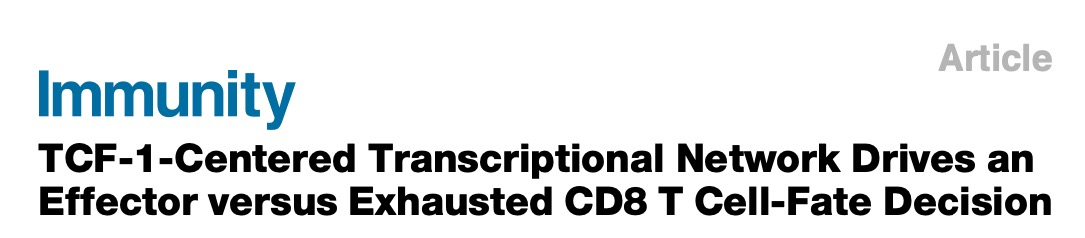 Article
Immunity
TCF-1-Centered Transcriptional Network Drives an
Effector versus Exhausted CD8 T Cell-Fate Decision